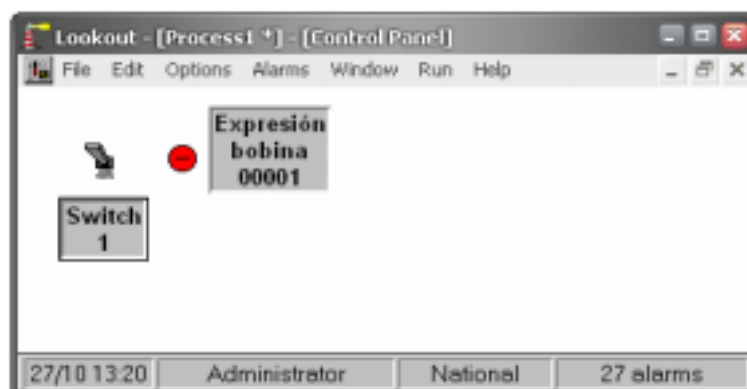 Lookout - [Process1 *] - [Control Panel]
File Edit Options Alarms Window Run Help
Expresión
bobina
00001
Switch
1
27/10 13:20 Administrator National 27 alarms